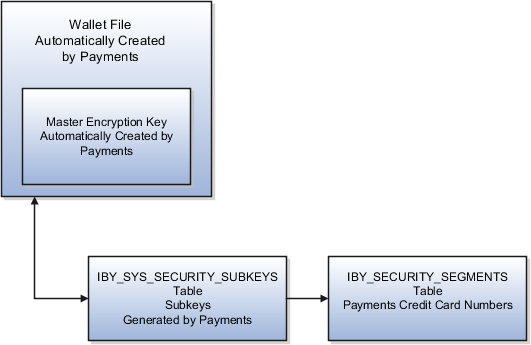 Wallet File
Automatically Created
by Payments
Master Encryption Key
Automatically Created by
Payments
IBY_SYS_SECURITY_SUBKEYS
Table
Subkeys
Generated by Payments
IBY_SECURITY_SEGMENTS
Table
Payments Credit Card Numbers